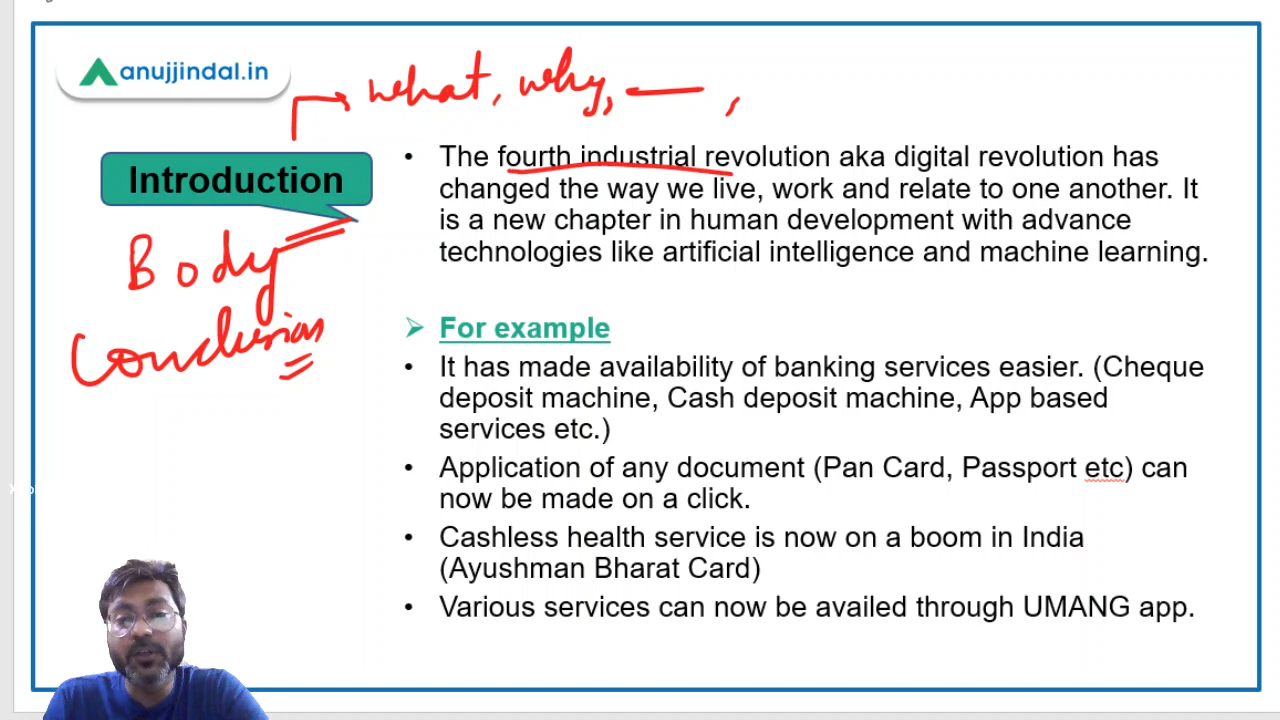 anujjindal.in
what, why, — ,
Introduction
Body
Conclusion
• The fourth industrial revolution aka digital revolution has
changed the way we live, work and relate to one another. It
is a new chapter in human development with advance
technologies like artificial intelligence and machine learning.
➢ For example
• It has made availability of banking services easier. (Cheque
deposit machine, Cash deposit machine, App based
services etc.)
• Application of any document (Pan Card, Passport etc) can
now be made on a click.
• Cashless health service is now on a boom in India
(Ayushman Bharat Card)
• Various services can now be availed through UMANG app.